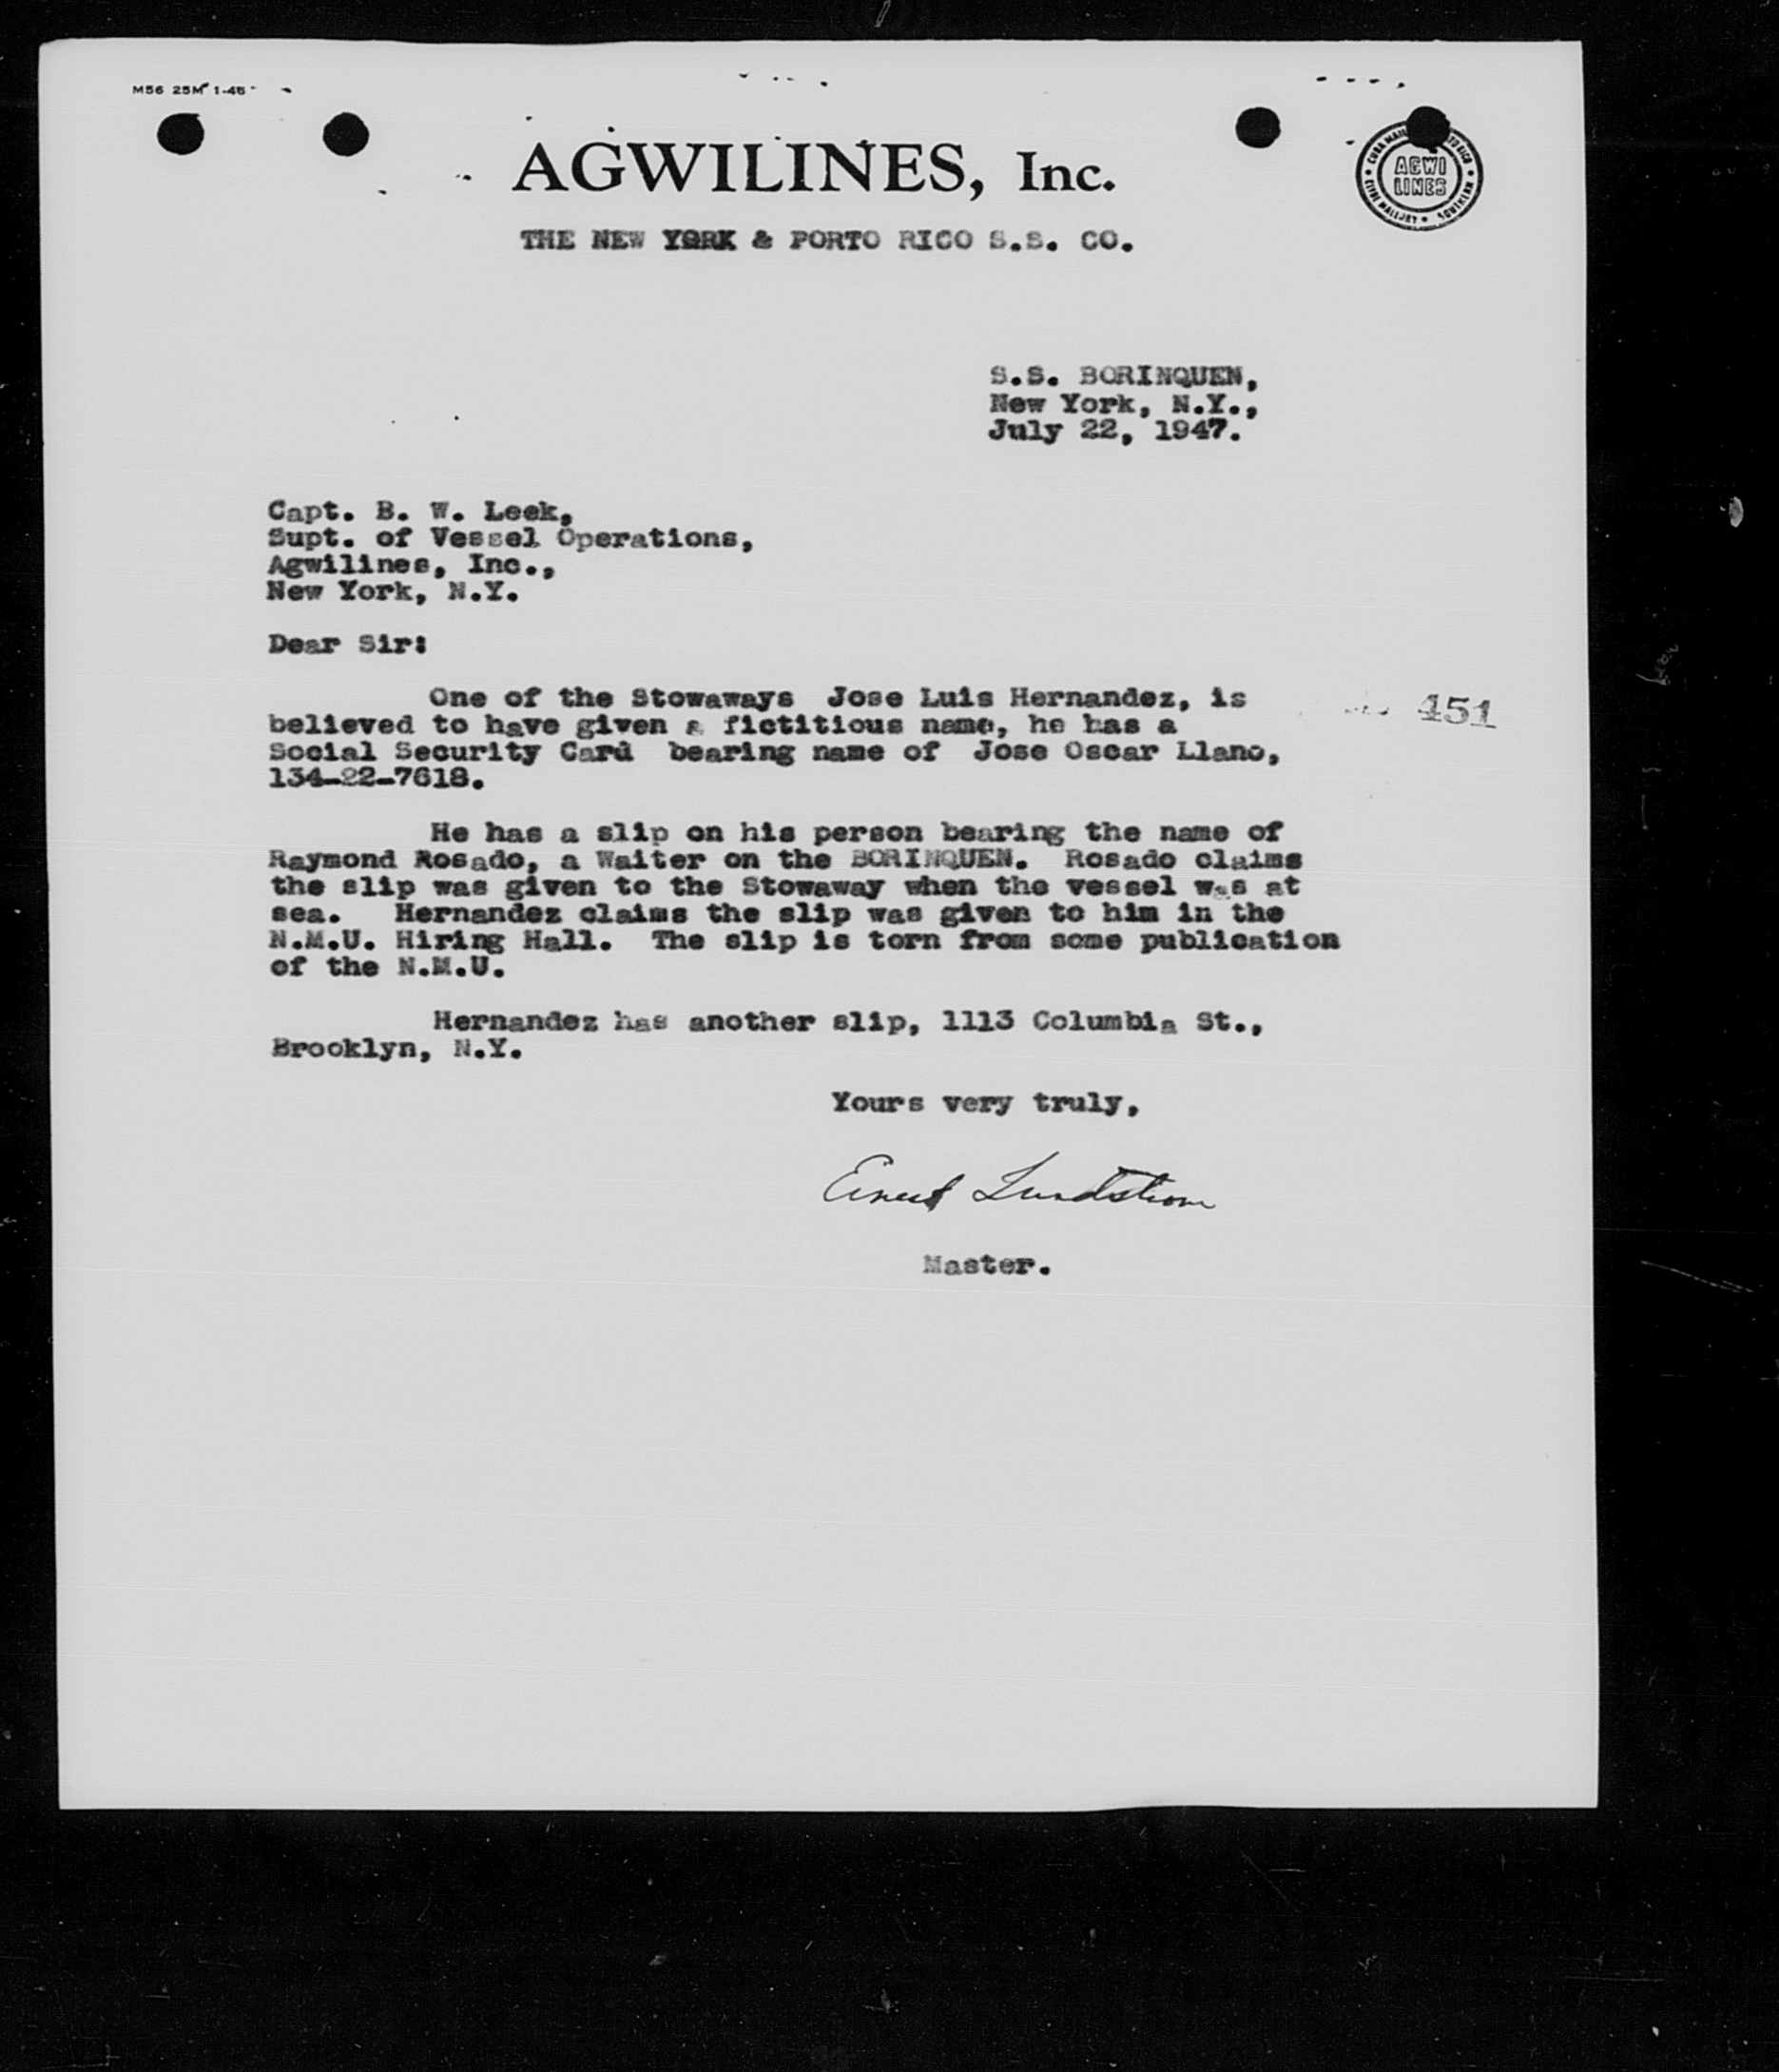 M56 25M 1-46
AGWILINES, Inc.
AGWI
LINES
THE NEW YORK & PORTO RICO S.S. CO.
S.S. BORINQUEN,
New York, N.Y.,
July 22, 1947.
Capt. B. W. Leek,
Supt. of Vessel Operations,
Agwilines, Inc.,
New York, N.Y.
Dear Sir:
One of the Stowaways Jose Luis Hernandez, is
believed to have given a fictitious name, he has a
Social Security Card bearing name of Jose Oscar Llano,
134-22-7618.
451
He has a slip on his person bearing the name of
Raymond Rosado, a Waiter on the BORINQUEN. Rosado claims
the slip was given to the Stowaway when the vessel was at
sea. Hernandez claims the slip was given to him in the
N.M.U. Hiring Hall. The slip is torn from some publication
of the N.M.U.
Hernandez has another slip, 1113 Columbia St.,
Brooklyn, N.Y.
Yours very truly,
Lundstrom
Master.